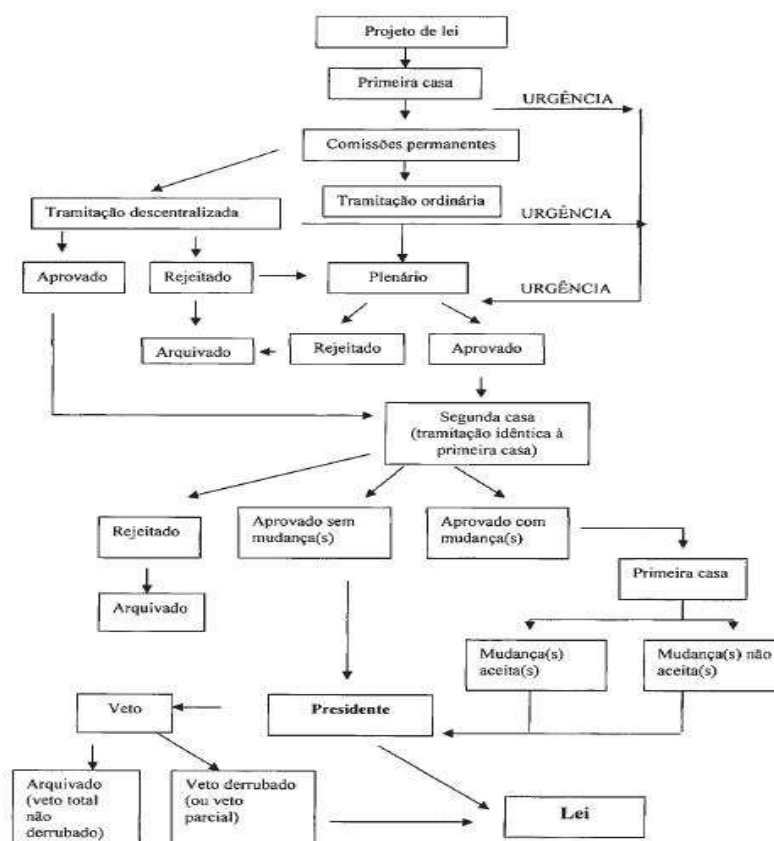 Projeto de lei
Primeira casa
URGÊNCIA
Comissões permanentes
Tramitação ordinária
Tramitação descentralizada
URGÊNCIA
Aprovado
Rejeitado
Plenário
URGÊNCIA
Arquivado
Rejeitado
Aprovado
Segunda casa
(tramitação idêntica à
primeira casa)
Rejeitado
Aprovado sem
mudança(s)
Aprovado com
mudança(s)
Primeira casa
Arquivado
Mudança(s)
aceita(s)
Mudança(s) não
aceita(s)
Veto
Presidente
Arquivado
(veto total
não
derrubado)
Veto derrubado
(ou veto
parcial)
Lei